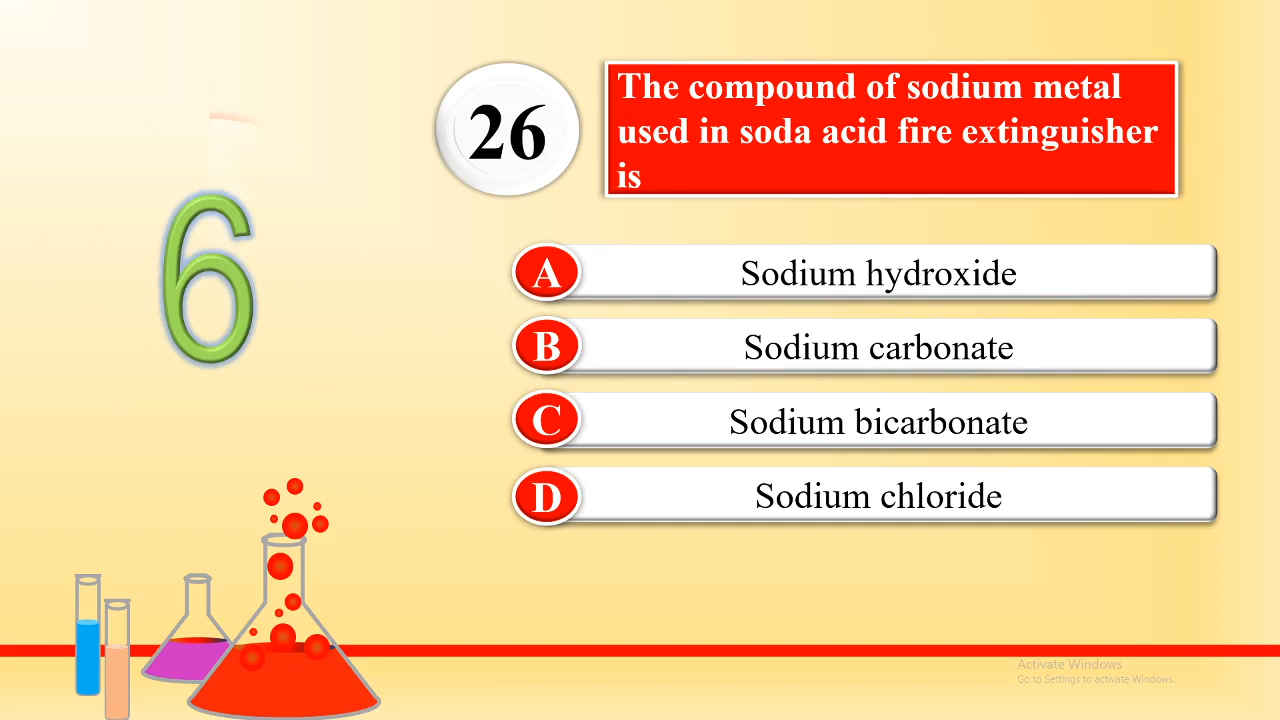 26
The compound of sodium metal
used in soda acid fire extinguisher
is
6
A Sodium hydroxide
B Sodium carbonate
C Sodium bicarbonate
D Sodium chloride
Activate Windows
Go to Settings to activate Windows.